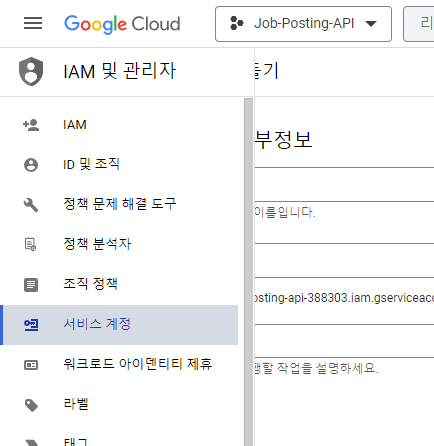 Google Cloud
Job-Posting-API
리
IAM 및 관리자
들기
IAM
부정보
ID 및 조직
정책 문제 해결 도구
이름입니다.
정책 분석자
조직 정책
osting-api-388303.iam.gserviceacc
서비스 계정
워크로드 아이덴티티 제휴
행할 작업을 설명하세요.
라벨
태그